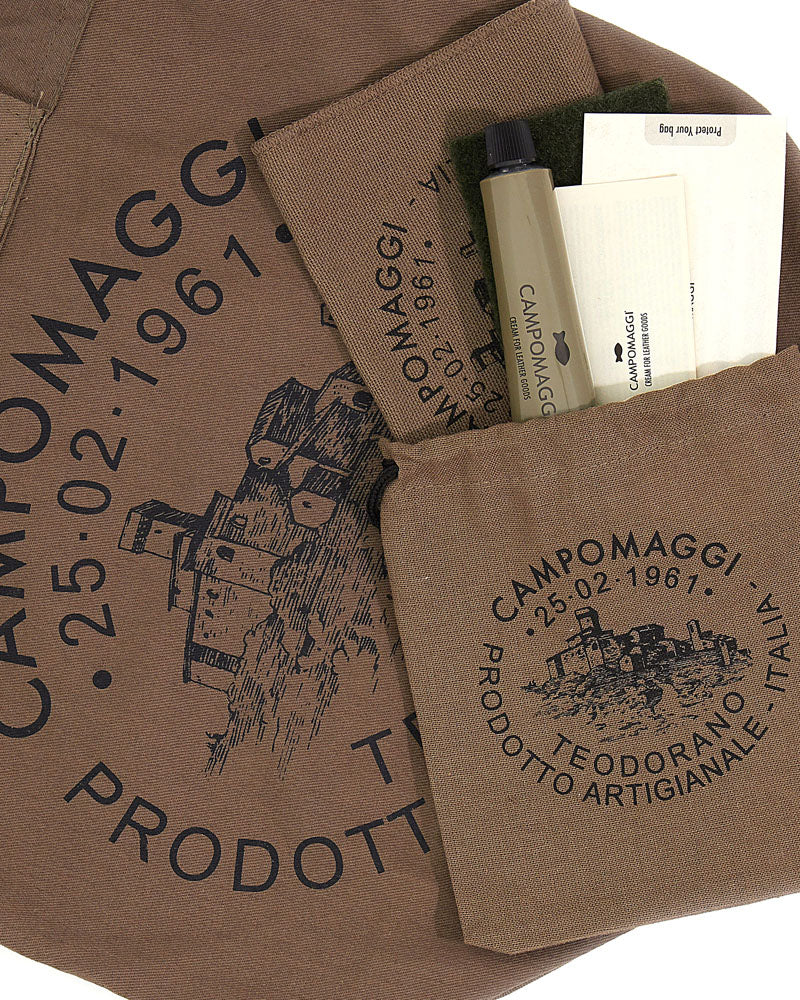 CAMPOMAGGI
• 25·02·1961 •
PRODOTT
CAMPOMAGGI
25·02·1961 •
CAMPOMAGGI
CREAM FOR LEATHER GOODS
CAMPOMAGGI
CREAM FOR LEATHER GOODS
Protect Your bag
CAMPOMAGGI -
• 25·02·1961 •
TEODORANO
PRODOTTO ARTIGIANALE - ITALIA -